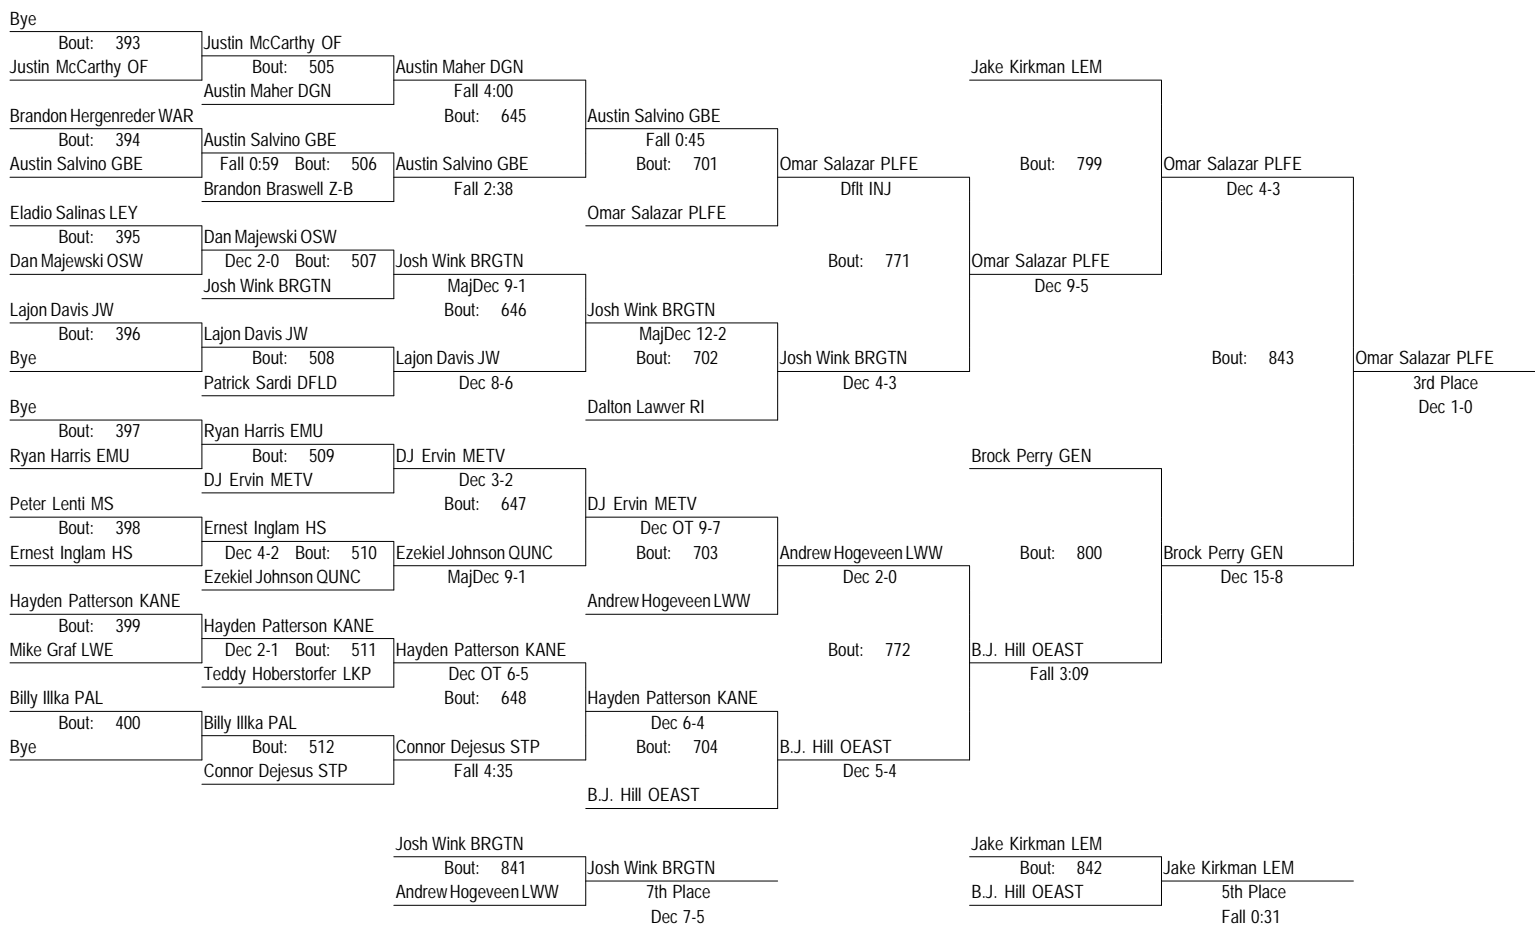 Bye
Bout: 393
Justin McCarthy OF
Justin McCarthy OF
Bout: 505
Austin Maher DGN
Brandon Hergenreder WAR
Bout: 394
Austin Salvino GBE
Austin Salvino GBE
Fall 0:59 Bout: 506
Brandon Braswell Z-B
Eladio Salinas LEY
Bout: 395
Dan Majewski OSW
Dan Majewski OSW
Dec 2-0 Bout: 507
Josh Wink BRGTN
Lajon Davis JW
Bout: 396
Bye
Lajon Davis JW
Bout: 508
Patrick Sardi DFLD
Bye
Bout: 397
Ryan Harris EMU
Ryan Harris EMU
Bout: 509
DJ Ervin METV
Peter Lenti MS
Bout: 398
Ernest Inglam HS
Ernest Inglam HS
Dec 4-2 Bout: 510
Ezekiel Johnson QUNC
Hayden Patterson KANE
Bout: 399
Mike Graf LWE
Hayden Patterson KANE
Dec 2-1 Bout: 511
Teddy Hoberstorfer LKP
Billy Illka PAL
Bout: 400
Bye
Billy Illka PAL
Bout: 512
Connor Dejesus STP
Austin Maher DGN
Fall 4:00
Bout: 645
Austin Salvino GBE
Fall 2:38
Josh Wink BRGTN
MajDec 9-1
Bout: 646
Lajon Davis JW
Dec 8-6
DJ Ervin METV
Dec 3-2
Bout: 647
Ezekiel Johnson QUNC
MajDec 9-1
Hayden Patterson KANE
Dec OT 6-5
Bout: 648
Connor Dejesus STP
Fall 4:35
Austin Salvino GBE
Fall 0:45
Bout: 701
Omar Salazar PLFE
Josh Wink BRGTN
MajDec 12-2
Bout: 702
Dalton Lawver RI
DJ Ervin METV
Dec OT 9-7
Bout: 703
Andrew Hogeveen LWW
Hayden Patterson KANE
Dec 6-4
Bout: 704
B.J. Hill OEAST
Omar Salazar PLFE
Dflt INJ
Bout: 771
Josh Wink BRGTN
Dec 4-3
Andrew Hogeveen LWW
Dec 2-0
Bout: 772
B.J. Hill OEAST
Dec 5-4
Jake Kirkman LEM
Bout: 799
Omar Salazar PLFE
Dec 9-5
Brock Perry GEN
Bout: 800
B.J. Hill OEAST
Fall 3:09
Omar Salazar PLFE
Dec 4-3
Bout: 843
Brock Perry GEN
Dec 15-8
Omar Salazar PLFE
3rd Place
Dec 1-0
Josh Wink BRGTN
Bout: 841
Andrew Hogeveen LWW
Josh Wink BRGTN
7th Place
Dec 7-5
Jake Kirkman LEM
Bout: 842
B.J. Hill OEAST
Jake Kirkman LEM
5th Place
Fall 0:31